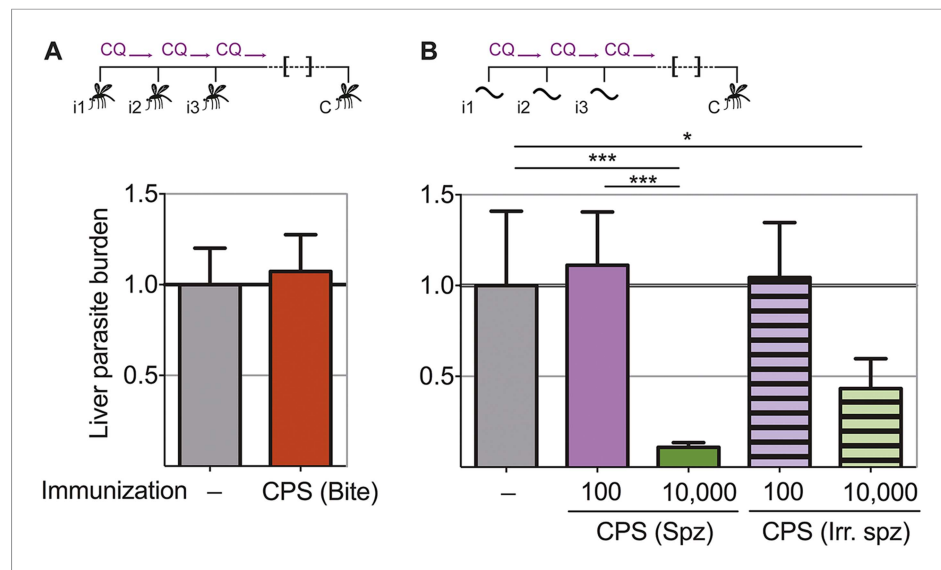 A
B
CQ CQ CQ
CQ CQ CQ
[ ]
[ ]
i1 i2 i3 C
i1 i2 i3 C
*
***
***
Liver parasite burden
1.5
1.0
0.5
1.5
1.0
0.5
Immunization – CPS (Bite)
– 100 10,000 100 10,000
CPS (Spz) CPS (Irr. spz)